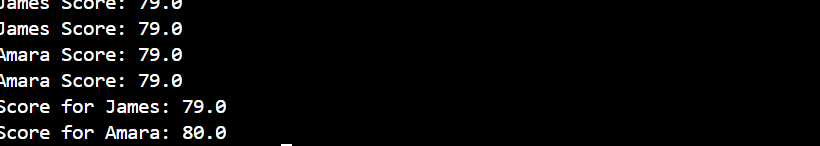 James Score: 79.0
James Score: 79.0
Amara Score: 79.0
Amara Score: 79.0
Score for James: 79.0
Score for Amara: 80.0